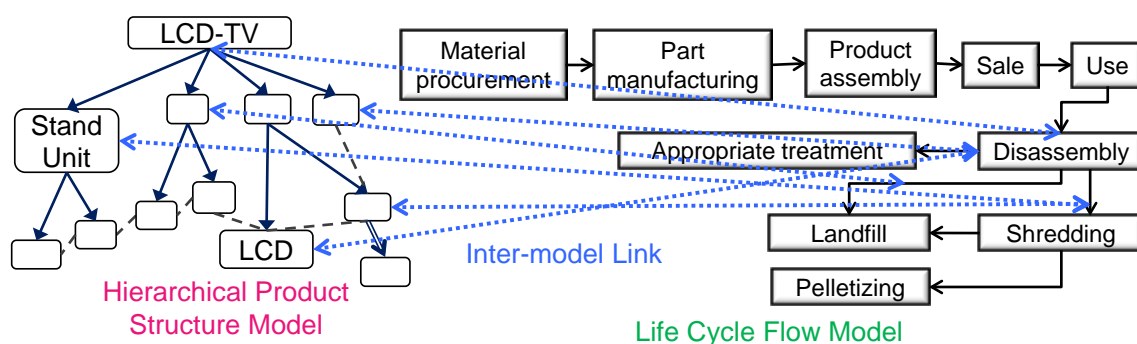 LCD-TV
Stand
Unit
LCD
Hierarchical Product
Structure Model
Inter-model Link
Material
procurement
Part
manufacturing
Product
assembly
Sale
Use
Appropriate treatment
Disassembly
Landfill
Shredding
Pelletizing
Life Cycle Flow Model